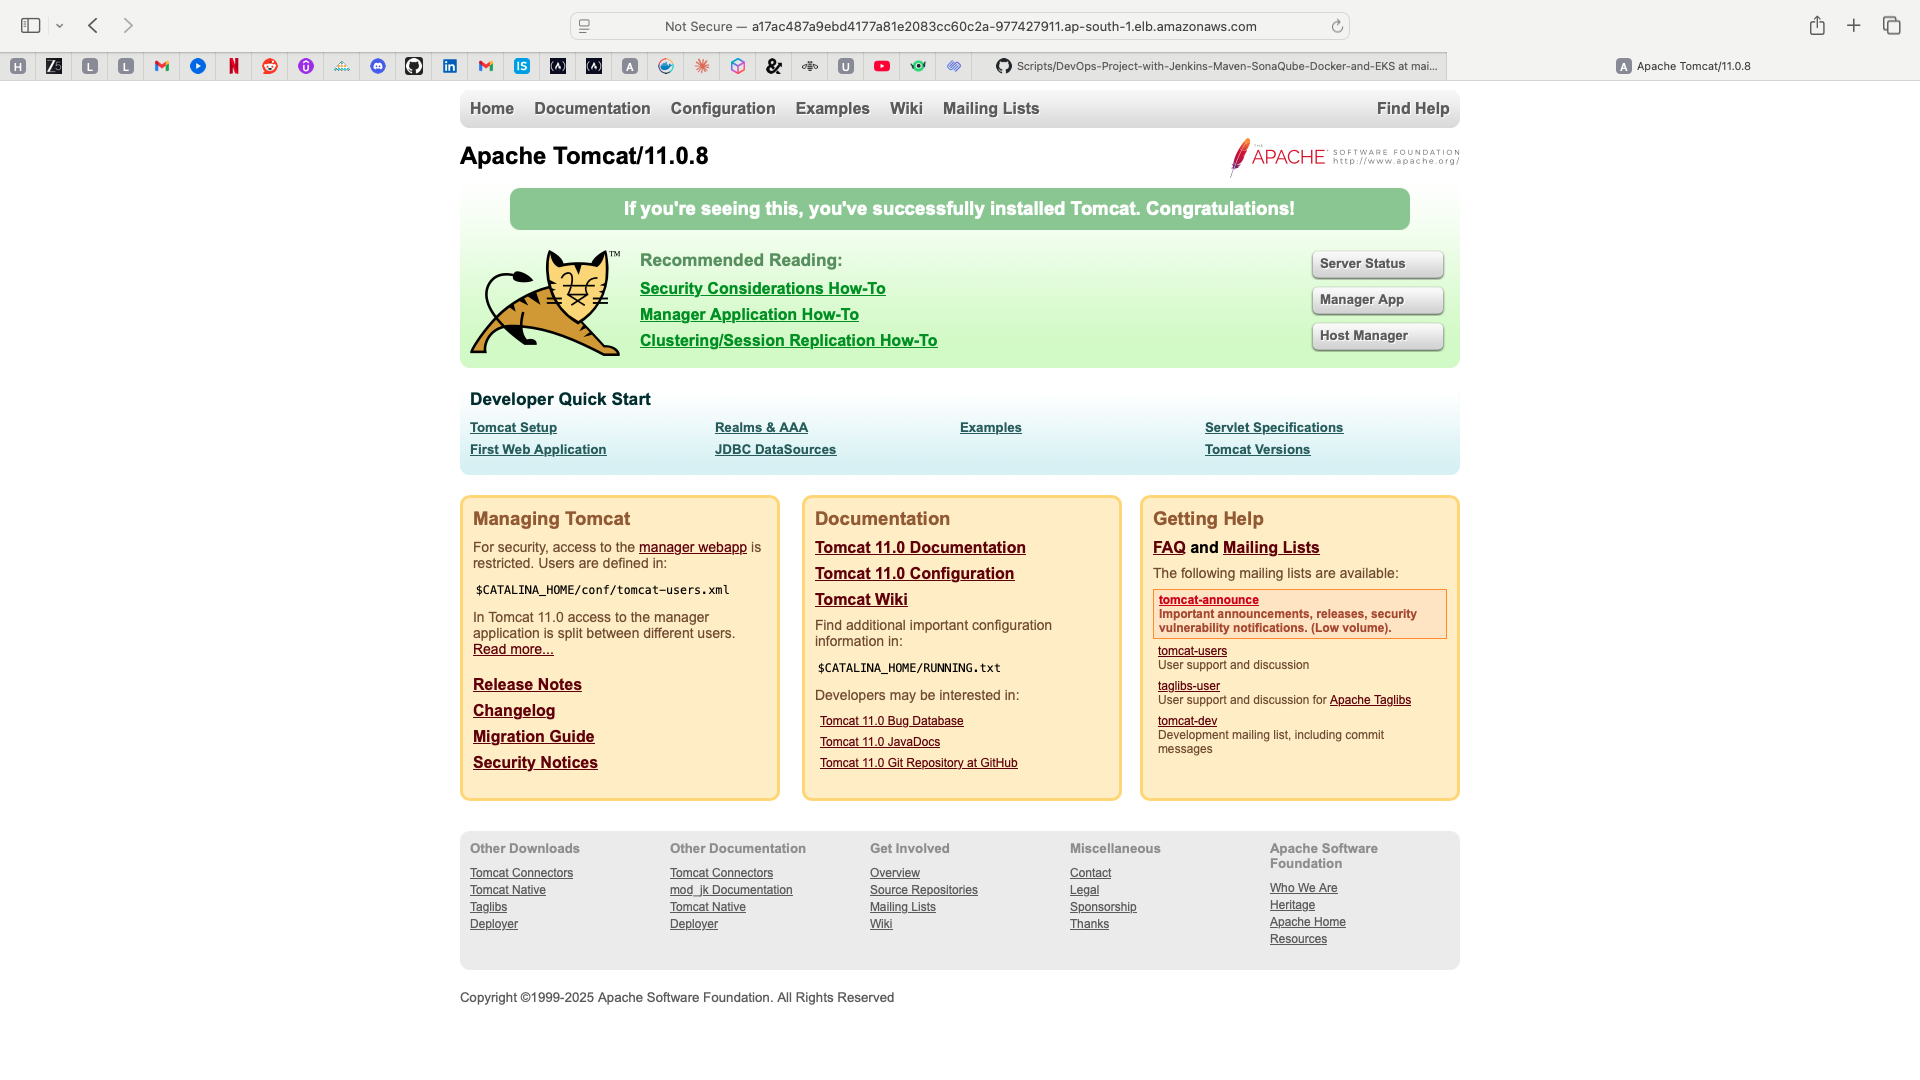 Not Secure — a17ac487a9ebd4177a81e2083cc60c2a-977427911.ap-south-1.elb.amazonaws.com
H
L
L
A
U
Scripts/DevOps-Project-with-Jenkins-Maven-SonaQube-Docker-and-EKS at mai...
A Apache Tomcat/11.0.8
Home Documentation Configuration Examples Wiki Mailing Lists Find Help
Apache Tomcat/11.0.8
THE APACHE SOFTWARE FOUNDATION
http://www.apache.org/
If you're seeing this, you've successfully installed Tomcat. Congratulations!
TM
Recommended Reading:
Security Considerations How-To
Manager Application How-To
Clustering/Session Replication How-To
Server Status
Manager App
Host Manager
Developer Quick Start
Tomcat Setup
First Web Application
Realms & AAA
JDBC DataSources
Examples
Servlet Specifications
Tomcat Versions
Managing Tomcat
For security, access to the manager webapp is
restricted. Users are defined in:
$CATALINA_HOME/conf/tomcat-users.xml
In Tomcat 11.0 access to the manager
application is split between different users.
Read more...
Release Notes
Changelog
Migration Guide
Security Notices
Documentation
Tomcat 11.0 Documentation
Tomcat 11.0 Configuration
Tomcat Wiki
Find additional important configuration
information in:
$CATALINA_HOME/RUNNING.txt
Developers may be interested in:
Tomcat 11.0 Bug Database
Tomcat 11.0 JavaDocs
Tomcat 11.0 Git Repository at GitHub
Getting Help
FAQ and Mailing Lists
The following mailing lists are available:
tomcat-announce
Important announcements, releases, security
vulnerability notifications. (Low volume).
tomcat-users
User support and discussion
taglibs-user
User support and discussion for Apache Taglibs
tomcat-dev
Development mailing list, including commit
messages
Other Downloads
Tomcat Connectors
Tomcat Native
Taglibs
Deployer
Other Documentation
Tomcat Connectors
mod_jk Documentation
Tomcat Native
Deployer
Get Involved
Overview
Source Repositories
Mailing Lists
Wiki
Miscellaneous
Contact
Legal
Sponsorship
Thanks
Apache Software
Foundation
Who We Are
Heritage
Apache Home
Resources
Copyright ©1999-2025 Apache Software Foundation. All Rights Reserved